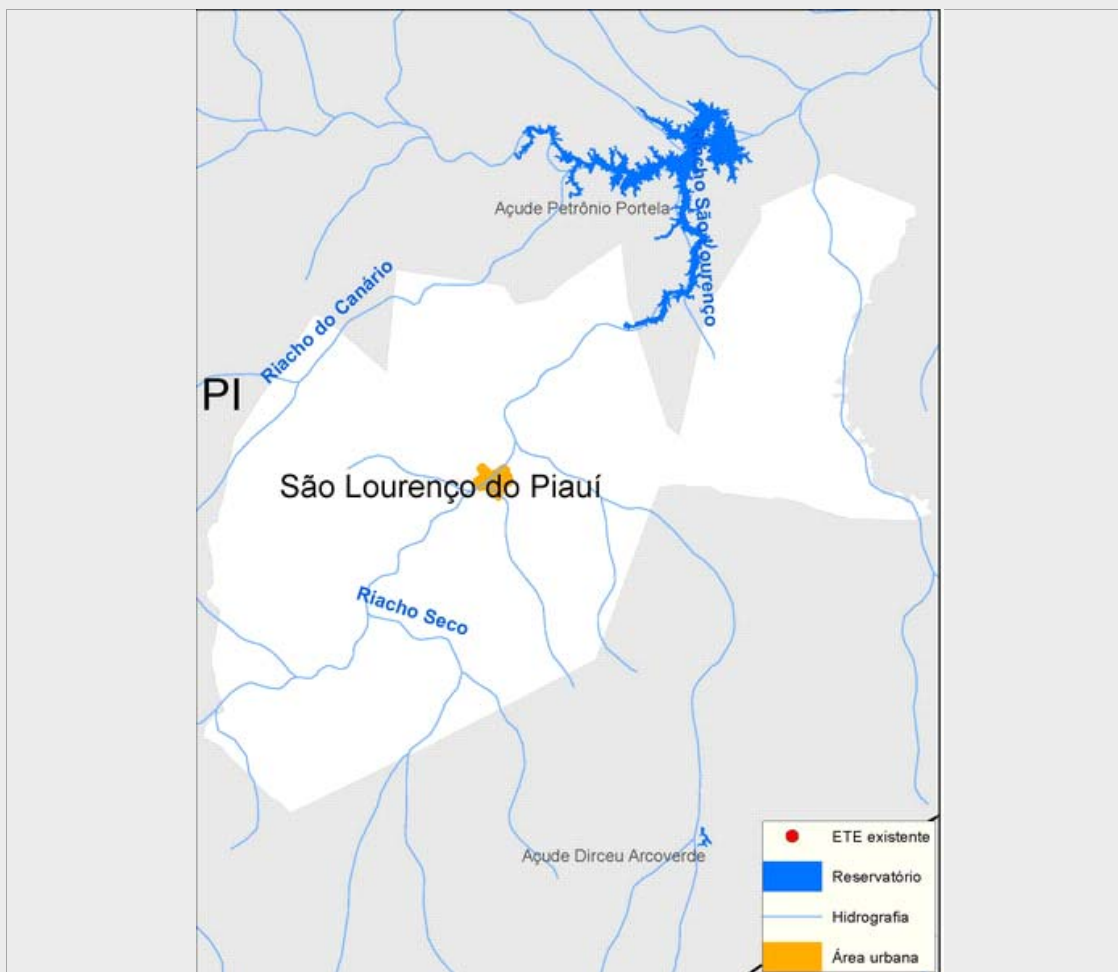 Açude Petrônio Portela
Riacho São Lourenço
Riacho do Canário
PI
São Lourenço do Piauí
Riacho Seco
Açude Dirceu Arcoverde
ETE existente
Reservatório
Hidrografia
Área urbana